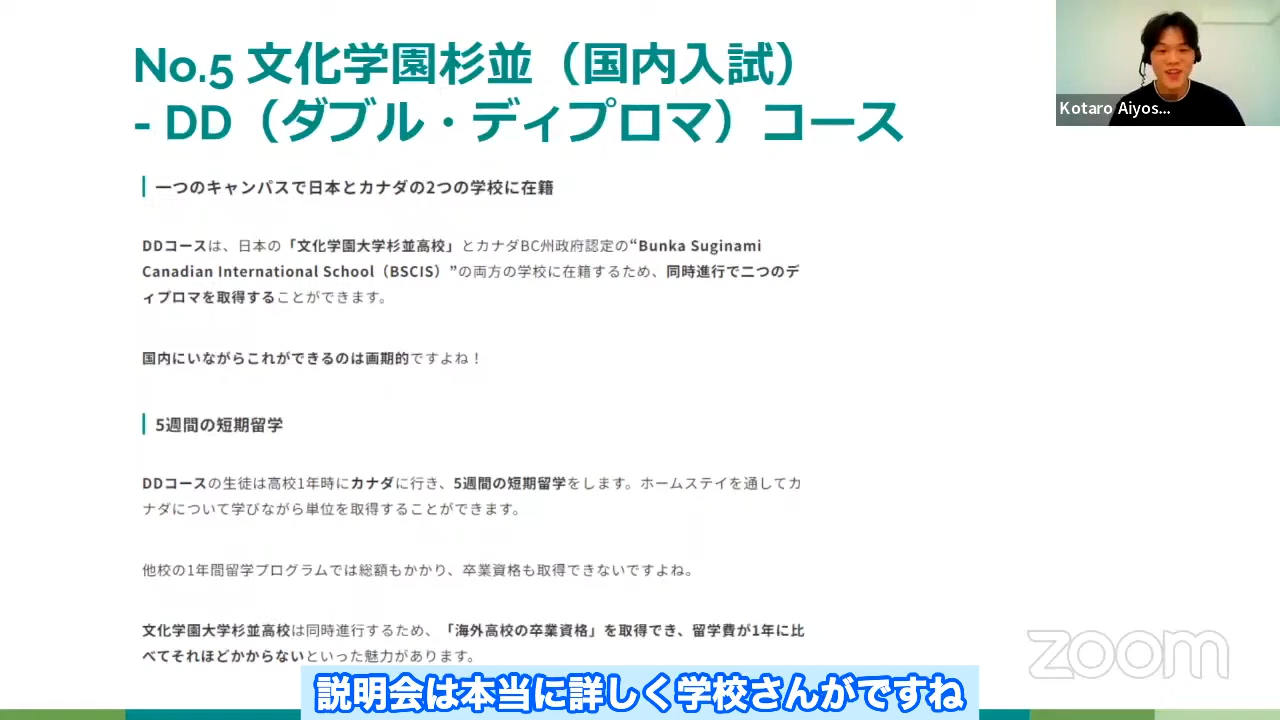 No.5 文化学園杉並（国内入試）
- DD（ダブル・ディプロマ）コース
Kotaro Aiyos...
一つのキャンパスで日本とカナダの2つの学校に在籍
DDコースは、日本の「文化学園大学杉並高校」とカナダBC州政府認定の“Bunka Suginami
Canadian International School（BSCIS）”の両方の学校に在籍するため、同時進行で二つのデ
ィプロマを取得することができます。
国内にいながらこれができるのは画期的ですよね！
5週間の短期留学
DDコースの生徒は高校1年時にカナダに行き、5週間の短期留学をします。ホームステイを通してカ
ナダについて学びながら単位を取得することができます。
他校の1年間留学プログラムでは総額もかかり、卒業資格も取得できないですよね。
文化学園大学杉並高校は同時進行するため、「海外高校の卒業資格」を取得でき、留学費が1年に比
べてそれほどかからないといった魅力があります。
zoom
説明会は本当に詳しく学校さんがですね